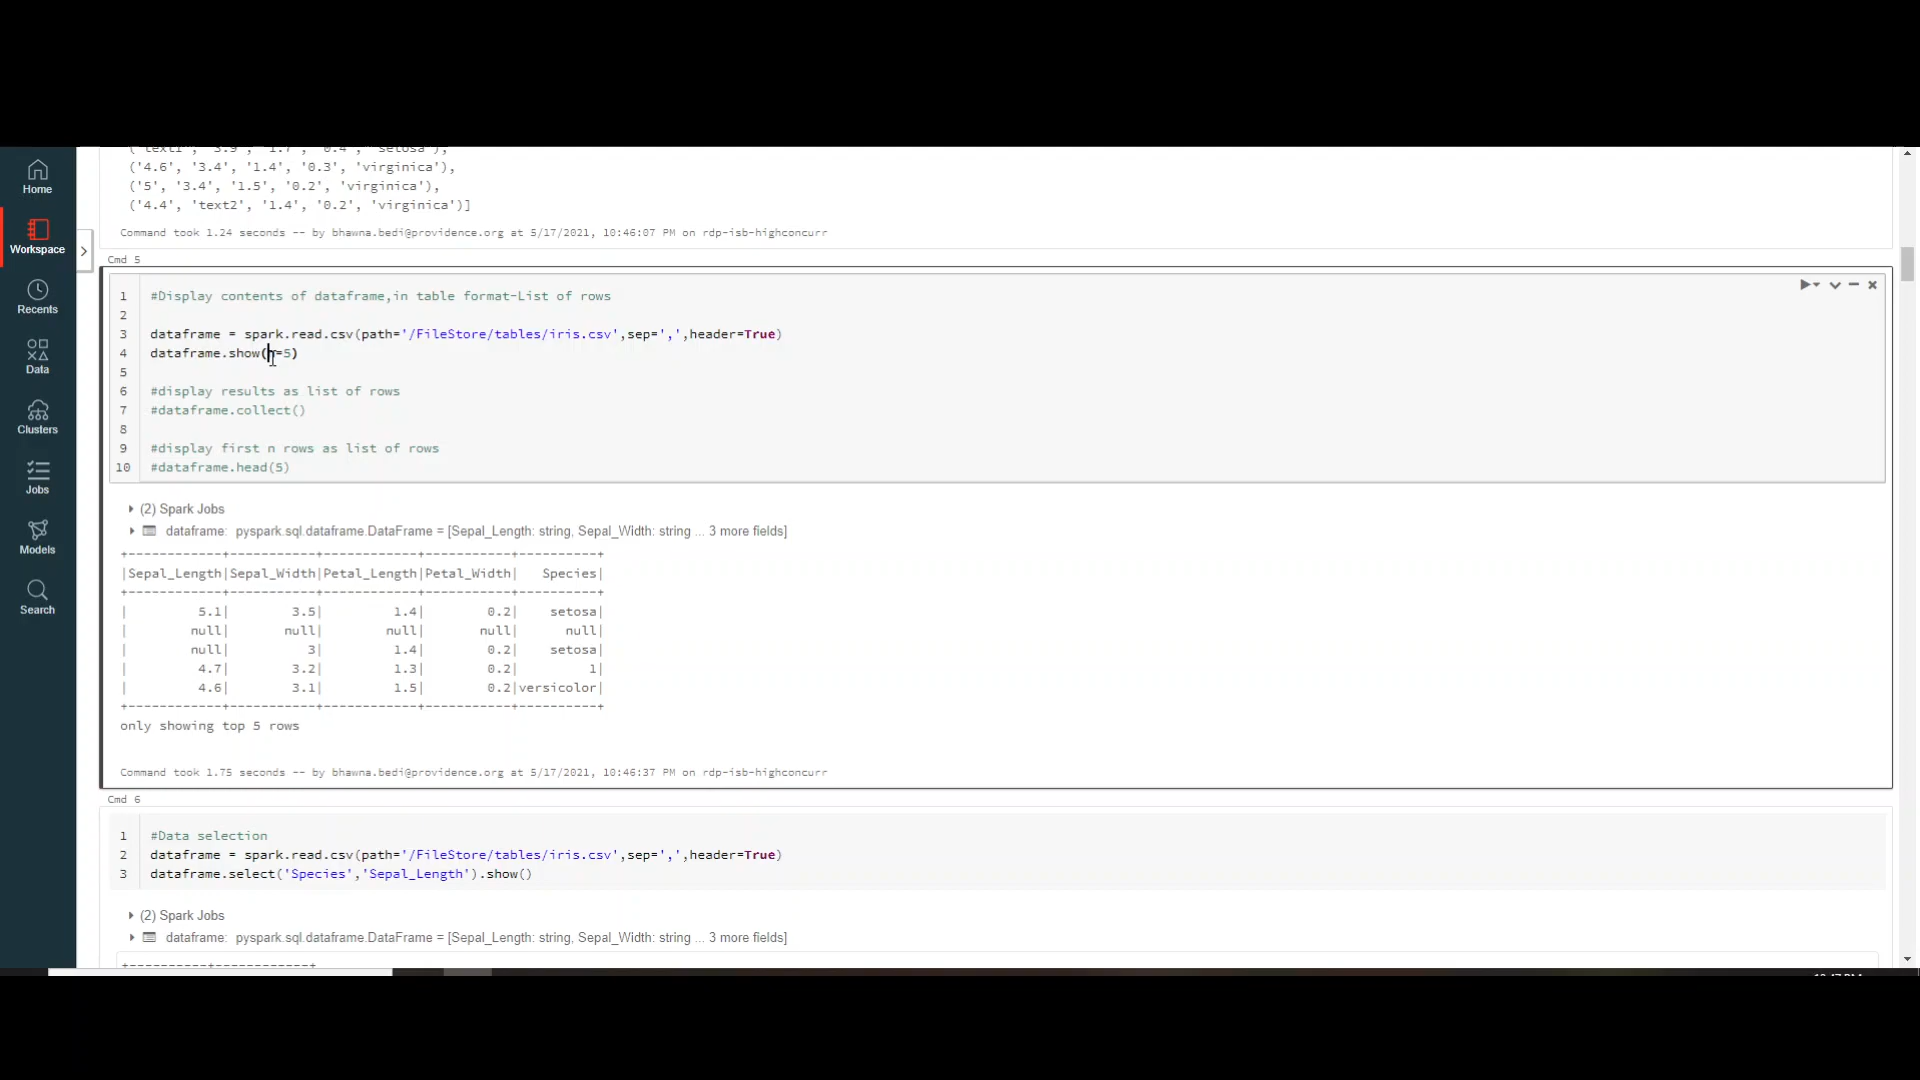 ('4.6', '3.4', '1.4', '0.3', 'virginica'),
('5', '3.4', '1.5', '0.2', 'virginica'),
('4.4', 'text2', '1.4', '0.2', 'virginica')]
Command took 1.24 seconds -- by bhawna.bedi@providence.org at 5/17/2021, 10:46:07 PM on rdp-isb-highconcurr
Home
Workspace
Recents
Data
Clusters
Jobs
Models
Search
Cmd 5
1 #Display contents of dataframe,in table format-List of rows
2
3 dataframe = spark.read.csv(path='/FileStore/tables/iris.csv',sep=',',header=True)
4 dataframe.show(n=5)
5
6 #display results as list of rows
7 #dataframe.collect()
8
9 #display first n rows as list of rows
10 #dataframe.head(5)
(2) Spark Jobs
dataframe: pyspark.sql.dataframe.DataFrame = [Sepal_Length: string, Sepal_Width: string ... 3 more fields]
+------------+-----------+------------+-----------+----------+
|Sepal_Length|Sepal_Width|Petal_Length|Petal_Width|   Species|
+------------+-----------+------------+-----------+----------+
|         5.1|        3.5|         1.4|        0.2|    setosa|
|        null|       null|        null|       null|      null|
|        null|          3|         1.4|        0.2|    setosa|
|         4.7|        3.2|         1.3|        0.2|         1|
|         4.6|        3.1|         1.5|        0.2|versicolor|
+------------+-----------+------------+-----------+----------+
only showing top 5 rows
Command took 1.75 seconds -- by bhawna.bedi@providence.org at 5/17/2021, 10:46:37 PM on rdp-isb-highconcurr
Cmd 6
1 #Data selection
2 dataframe = spark.read.csv(path='/FileStore/tables/iris.csv',sep=',',header=True)
3 dataframe.select('Species','Sepal_Length').show()
(2) Spark Jobs
dataframe: pyspark.sql.dataframe.DataFrame = [Sepal_Length: string, Sepal_Width: string ... 3 more fields]
+----------+------------+